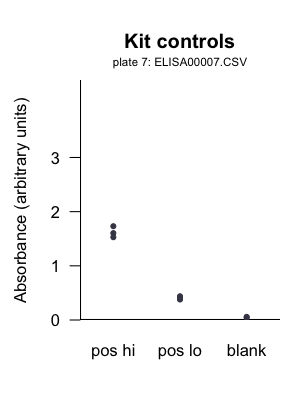 Kit controls
plate 7: ELISA00007.CSV
Absorbance (arbitrary units)
3
2
1
0
pos hi pos lo blank